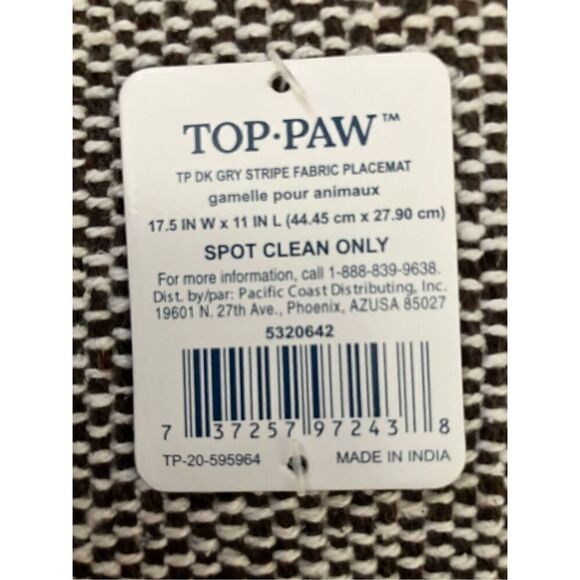 TOP·PAW™
TP DK GRY STRIPE FABRIC PLACEMAT
gamelle pour animaux
17.5 IN W x 11 IN L (44.45 cm x 27.90 cm)
SPOT CLEAN ONLY
For more information, call 1-888-839-9638.
Dist. by/par: Pacific Coast Distributing, Inc.
19601 N. 27th Ave., Phoenix, AZUSA 85027
5320642
7 37257 97243 8
TP-20-595964 MADE IN INDIA